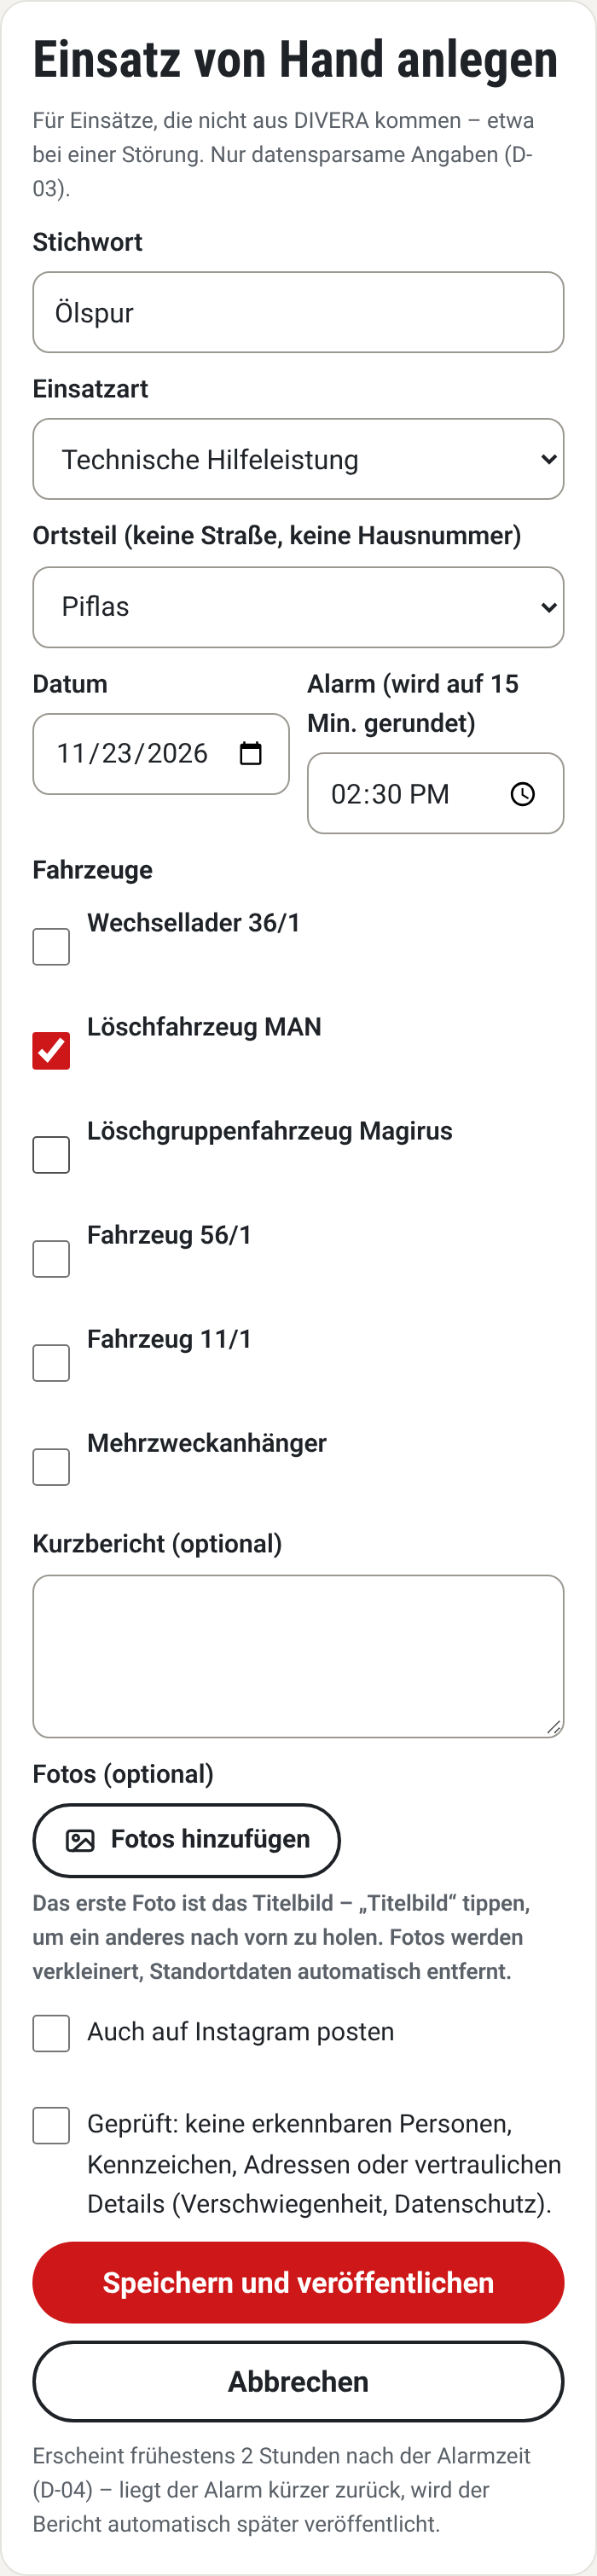 Einsatz von Hand anlegen
Für Einsätze, die nicht aus DIVERA kommen – etwa
bei einer Störung. Nur datensparsame Angaben (D-
03).
Stichwort
Ölspur
Einsatzart
Technische Hilfeleistung
Ortsteil (keine Straße, keine Hausnummer)
Piflas
Datum
11/23/2026
Alarm (wird auf 15
Min. gerundet)
02:30 PM
Fahrzeuge
Wechsellader 36/1
Löschfahrzeug MAN
Löschgruppenfahrzeug Magirus
Fahrzeug 56/1
Fahrzeug 11/1
Mehrzweckanhänger
Kurzbericht (optional)
Fotos (optional)
Fotos hinzufügen
Das erste Foto ist das Titelbild – „Titelbild“ tippen,
um ein anderes nach vorn zu holen. Fotos werden
verkleinert, Standortdaten automatisch entfernt.
Auch auf Instagram posten
Geprüft: keine erkennbaren Personen,
Kennzeichen, Adressen oder vertraulichen
Details (Verschwiegenheit, Datenschutz).
Speichern und veröffentlichen
Abbrechen
Erscheint frühestens 2 Stunden nach der Alarmzeit
(D-04) – liegt der Alarm kürzer zurück, wird der
Bericht automatisch später veröffentlicht.